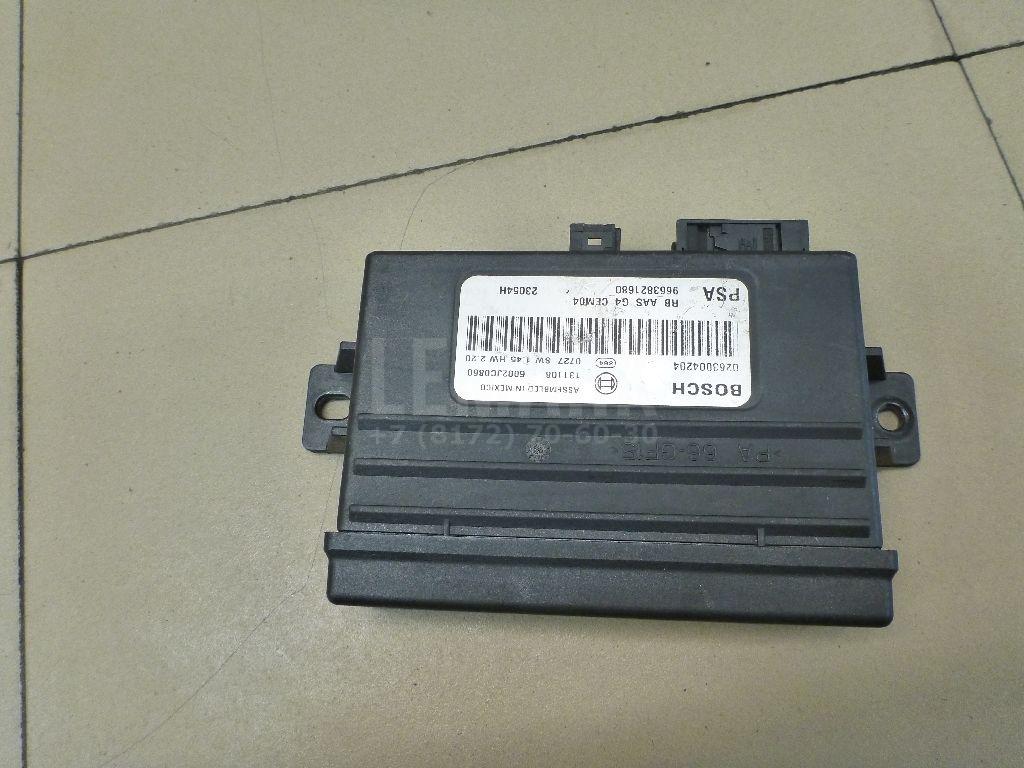 BOSCH
ASSEMBLED IN MEXICO
0263004204
131108 6002JC0860
0727 SW 1.45 HW 2.20
PSA
RB AAS G4 CEM04
9663821680 23054H
>PA 66-GF15<
+7 (8172) 70-60-30